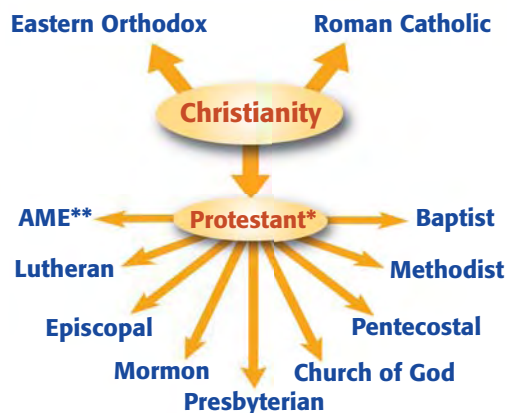 Eastern Orthodox
Roman Catholic
Christianity
Protestant*
AME**
Baptist
Lutheran
Methodist
Episcopal
Pentecostal
Mormon
Church of God
Presbyterian